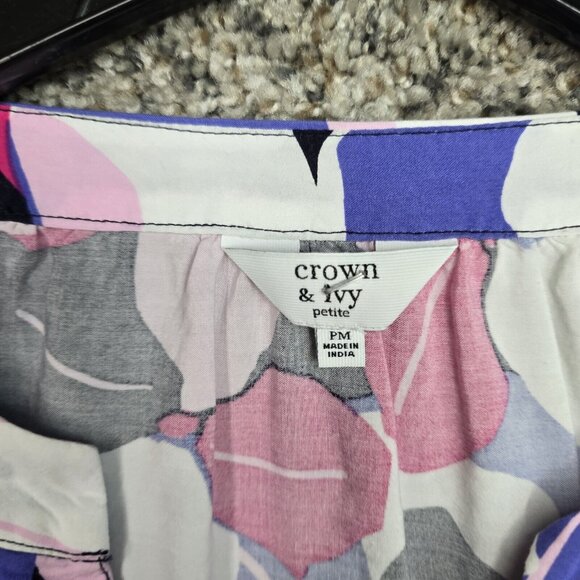 crown
& ivy
petite
PM
MADE IN
INDIA